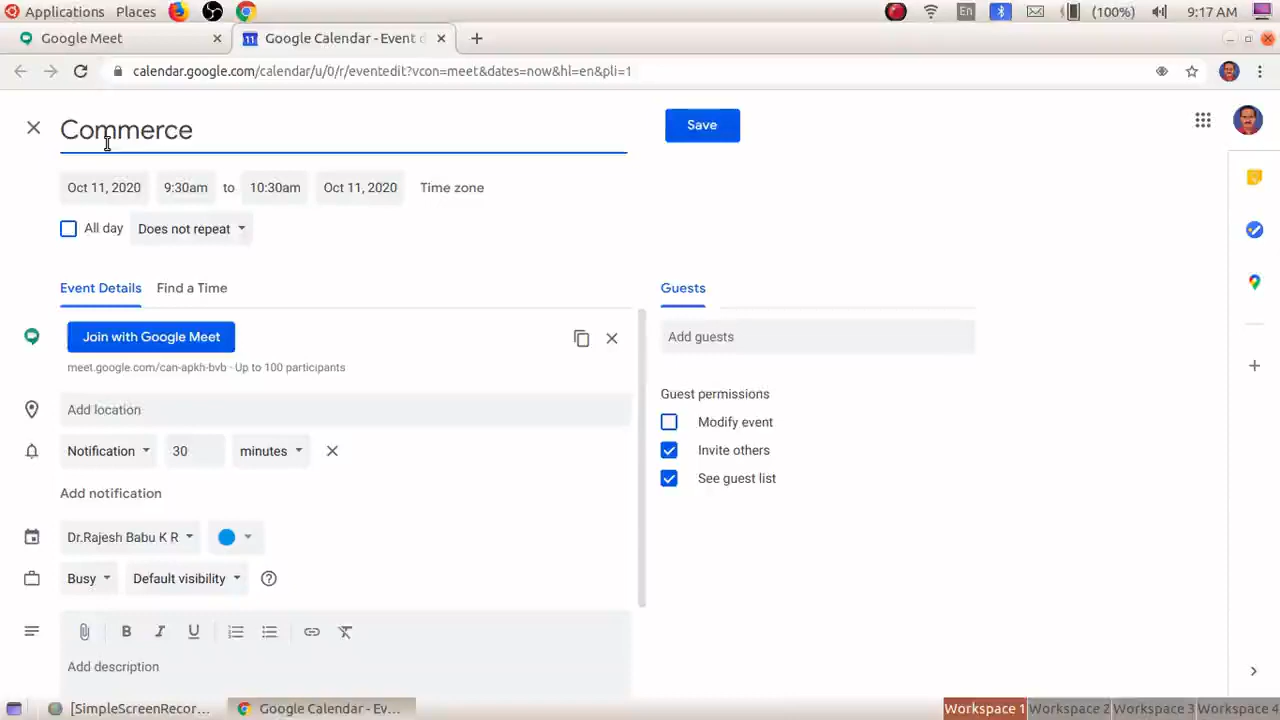 Applications Places En (100%) 9:17 AM
Google Meet Google Calendar - Event d
calendar.google.com/calendar/u/0/r/eventedit?vcon=meet&dates=now&hl=en&pli=1
Commerce Save
Oct 11, 2020 9:30am to 10:30am Oct 11, 2020 Time zone
All day Does not repeat
Event Details Find a Time Guests
Join with Google Meet Add guests
meet.google.com/can-apkh-bvb · Up to 100 participants
Guest permissions
Add location Modify event
Notification 30 minutes Invite others
See guest list
Add notification
Dr.Rajesh Babu K R
Busy Default visibility
B I U
Add description
[SimpleScreenRecor... Google Calendar - Ev... Workspace 1 Workspace 2 Workspace 3 Workspace 4